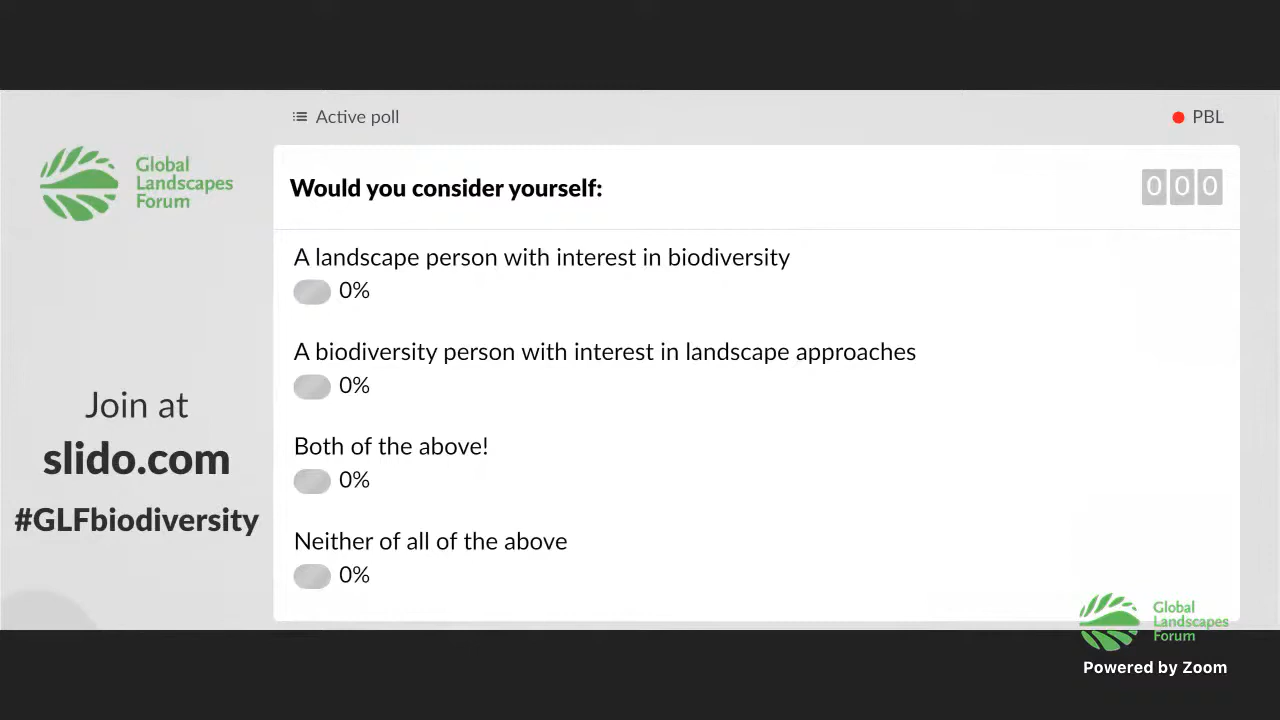 Active poll
PBL
Global
Landscapes
Forum
Would you consider yourself:
000
A landscape person with interest in biodiversity
0%
A biodiversity person with interest in landscape approaches
0%
Both of the above!
0%
Neither of all of the above
0%
Join at
slido.com
#GLFbiodiversity
Global
Landscapes
Forum
Powered by Zoom